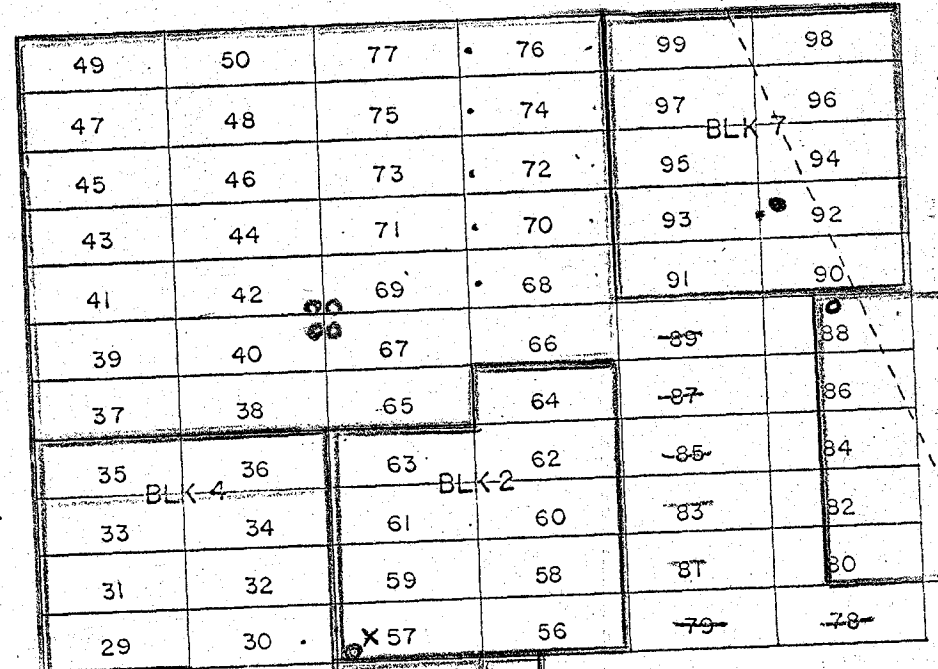 49 50 77 76 99 98
47 48 75 74 97 96
BLK 7
45 46 73 72 95 94
43 44 71 70 93 92
41 42 69 68 91 90
39 40 67 66 89 88
37 38 65 64 87 86
35 36 63 62 85 84
BLK 4 BLK 2
33 34 61 60 83 82
31 32 59 58 81 80
29 30 X 57 56 79 78